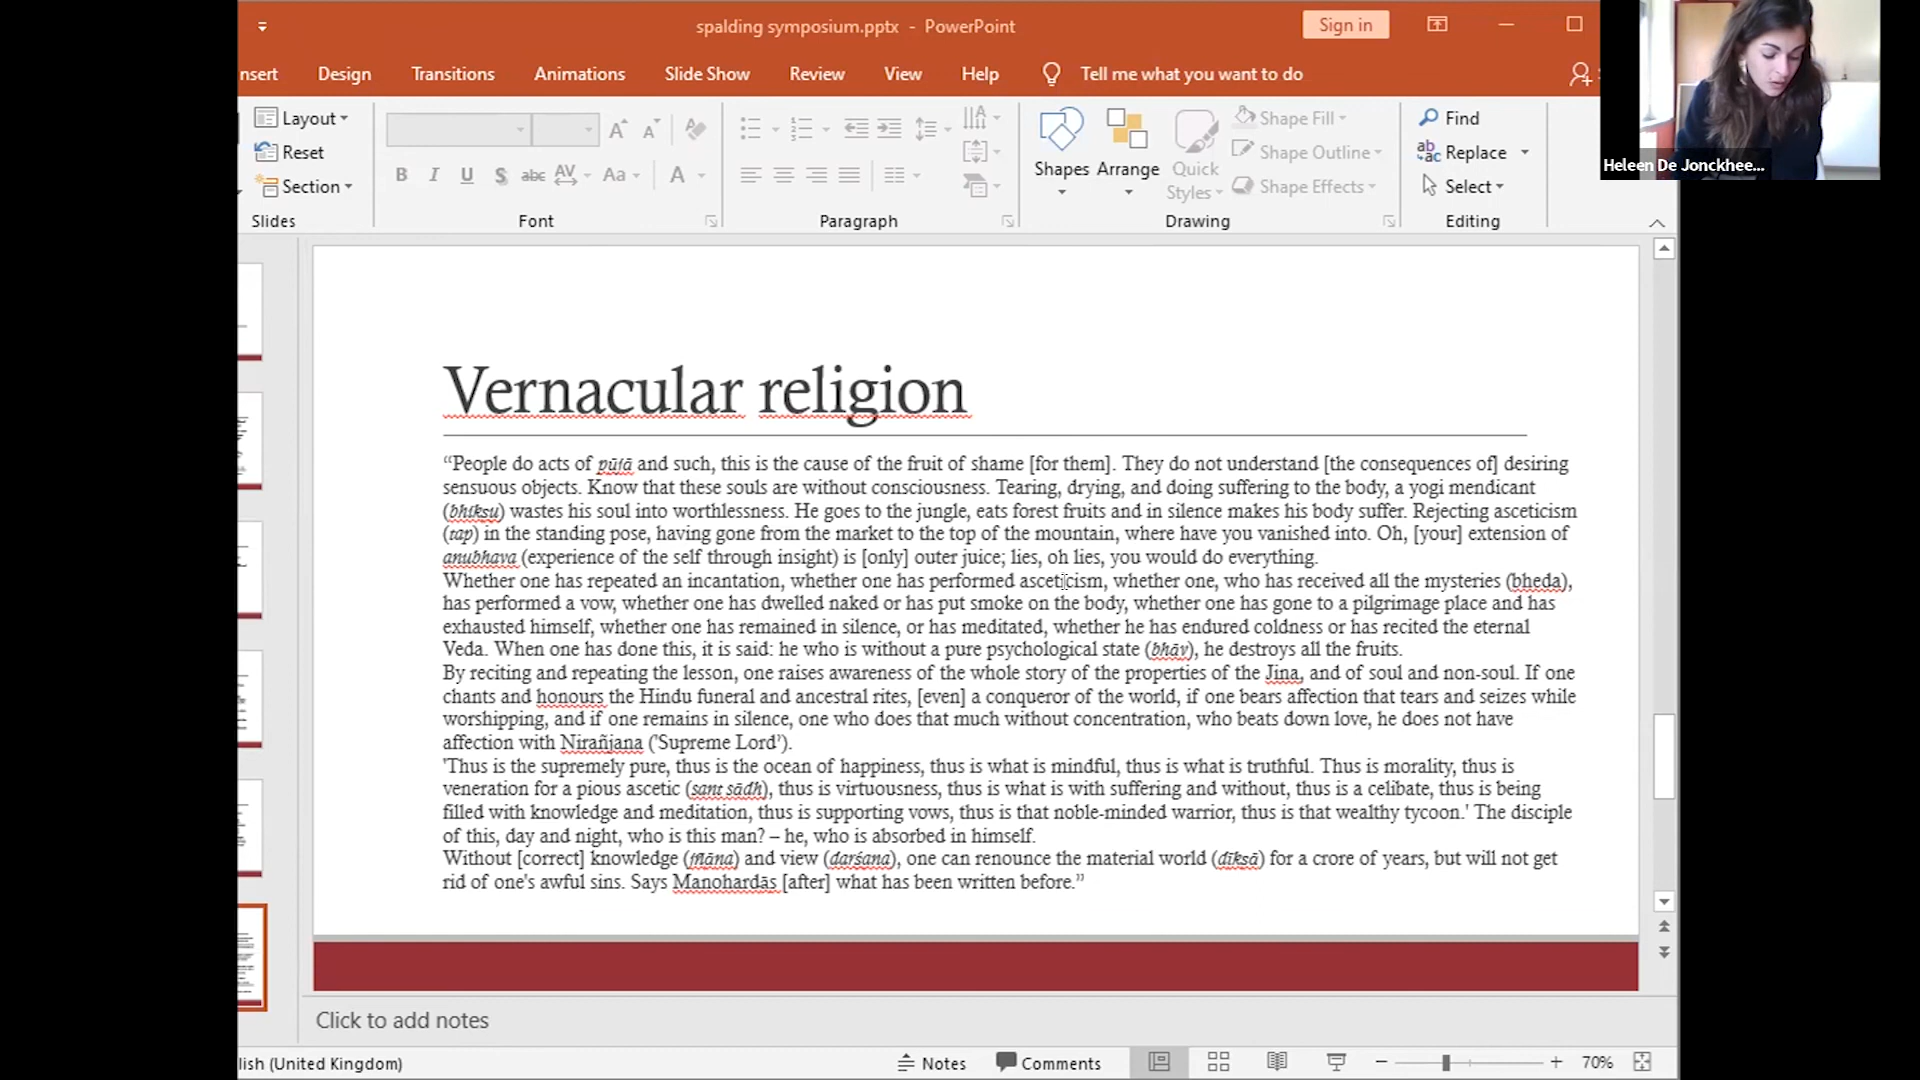 spalding symposium.pptx - PowerPoint
Sign in
nsert Design Transitions Animations Slide Show Review View Help Tell me what you want to do
Layout
Reset
Section
Slides
Font
Paragraph
Shapes Arrange Quick Styles
Shape Fill
Shape Outline
Shape Effects
Drawing
Find
Replace
Select
Editing
Heleen De Jonckhee...
Vernacular religion
“People do acts of pūjā and such, this is the cause of the fruit of shame [for them]. They do not understand [the consequences of] desiring
sensuous objects. Know that these souls are without consciousness. Tearing, drying, and doing suffering to the body, a yogi mendicant
(bhikṣu) wastes his soul into worthlessness. He goes to the jungle, eats forest fruits and in silence makes his body suffer. Rejecting asceticism
(tap) in the standing pose, having gone from the market to the top of the mountain, where have you vanished into. Oh, [your] extension of
anubhava (experience of the self through insight) is [only] outer juice; lies, oh lies, you would do everything.
Whether one has repeated an incantation, whether one has performed asceticism, whether one, who has received all the mysteries (bheda),
has performed a vow, whether one has dwelled naked or has put smoke on the body, whether one has gone to a pilgrimage place and has
exhausted himself, whether one has remained in silence, or has meditated, whether he has endured coldness or has recited the eternal
Veda. When one has done this, it is said: he who is without a pure psychological state (bhāv), he destroys all the fruits.
By reciting and repeating the lesson, one raises awareness of the whole story of the properties of the Jina, and of soul and non-soul. If one
chants and honours the Hindu funeral and ancestral rites, [even] a conqueror of the world, if one bears affection that tears and seizes while
worshipping, and if one remains in silence, one who does that much without concentration, who beats down love, he does not have
affection with Nirañjana ('Supreme Lord').
'Thus is the supremely pure, thus is the ocean of happiness, thus is what is mindful, thus is what is truthful. Thus is morality, thus is
veneration for a pious ascetic (sant sādh), thus is virtuousness, thus is what is with suffering and without, thus is a celibate, thus is being
filled with knowledge and meditation, thus is supporting vows, thus is that noble-minded warrior, thus is that wealthy tycoon.' The disciple
of this, day and night, who is this man? – he, who is absorbed in himself.
Without [correct] knowledge (jñāna) and view (darśana), one can renounce the material world (dīkṣā) for a crore of years, but will not get
rid of one's awful sins. Says Manohardās [after] what has been written before.”
Click to add notes
lish (United Kingdom)
Notes Comments 70%